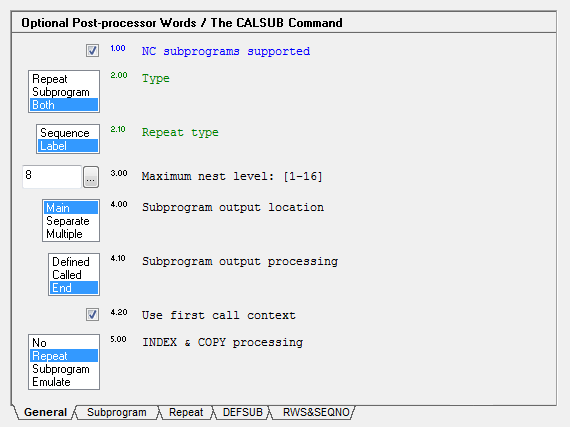 Optional Post-processor Words / The CALSUB Command
1.00 NC subprograms supported
Repeat
Subprogram
Both
2.00 Type
Sequence
Label
2.10 Repeat type
8 ... 3.00 Maximum nest level: [1-16]
Main
Separate
Multiple
4.00 Subprogram output location
Defined
Called
End
4.10 Subprogram output processing
4.20 Use first call context
No
Repeat
Subprogram
Emulate
5.00 INDEX & COPY processing
General Subprogram Repeat DEFSUB RWS&SEQNO